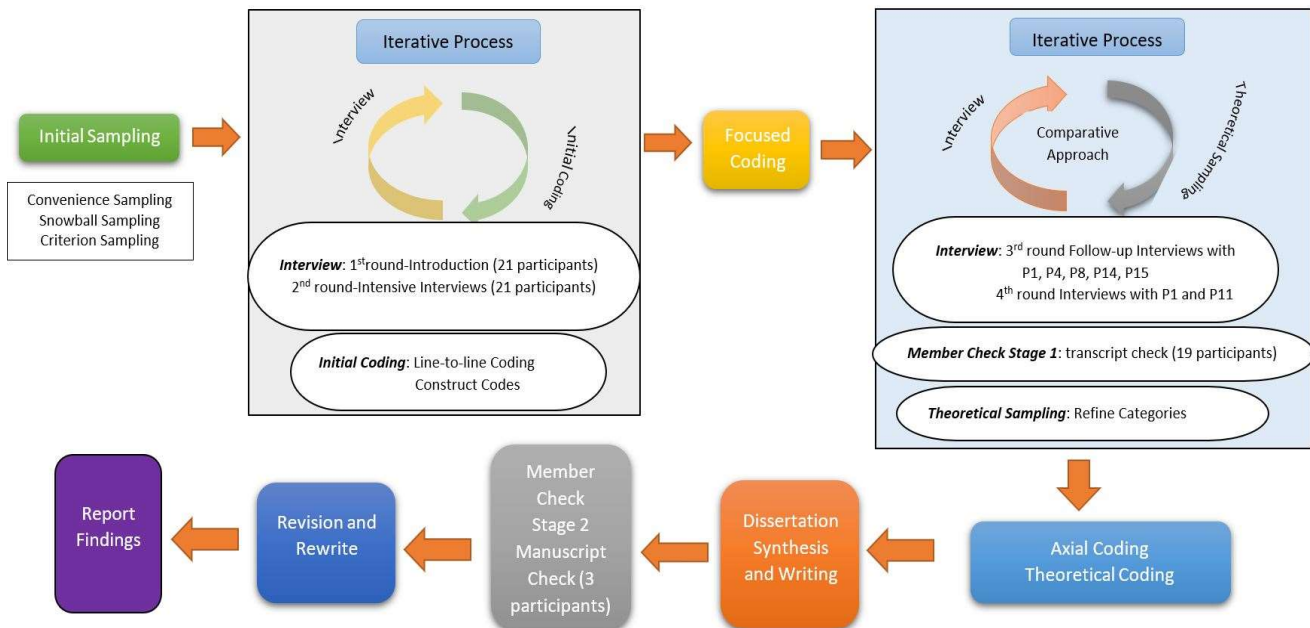 Initial Sampling
Convenience Sampling
Snowball Sampling
Criterion Sampling
Iterative Process
Interview
Initial Coding
Interview: 1st round-Introduction (21 participants)
2nd round-Intensive Interviews (21 participants)
Initial Coding: Line-to-line Coding
Construct Codes
Focused
Coding
Iterative Process
Interview
Comparative
Approach
Theoretical Sampling
Interview: 3rd round Follow-up Interviews with
P1, P4, P8, P14, P15
4th round Interviews with P1 and P11
Member Check Stage 1: transcript check (19 participants)
Theoretical Sampling: Refine Categories
Axial Coding
Theoretical Coding
Dissertation
Synthesis
and Writing
Member
Check
Stage 2
Manuscript
Check (3
participants)
Revision and
Rewrite
Report
Findings